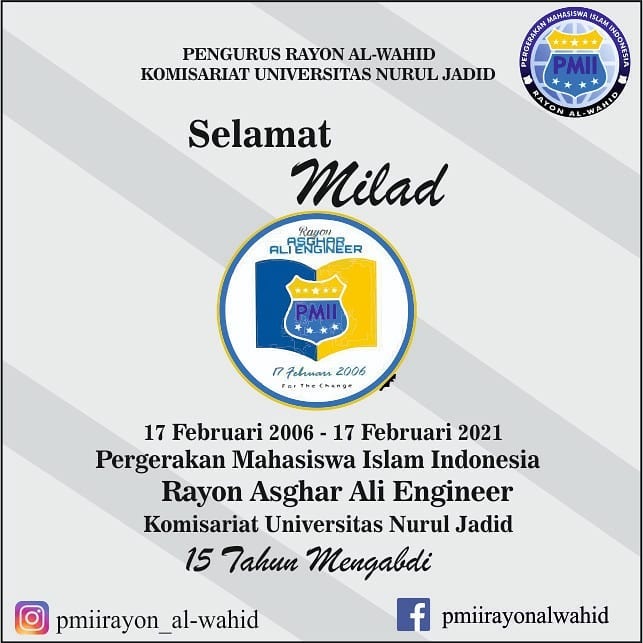 PENGURUS RAYON AL-WAHID
KOMISARIAT UNIVERSITAS NURUL JADID
PERGERAKAN MAHASISWA ISLAM INDONESIA
PMII
RAYON AL-WAHID
Selamat
Milad
Rayon
ASGHAR
ALI ENGINEER
PMII
17 Februari 2006
For The Change
17 Februari 2006 - 17 Februari 2021
Pergerakan Mahasiswa Islam Indonesia
Rayon Asghar Ali Engineer
Komisariat Universitas Nurul Jadid
15 Tahun Mengabdi
pmiirayon_al-wahid
pmiirayonalwahid